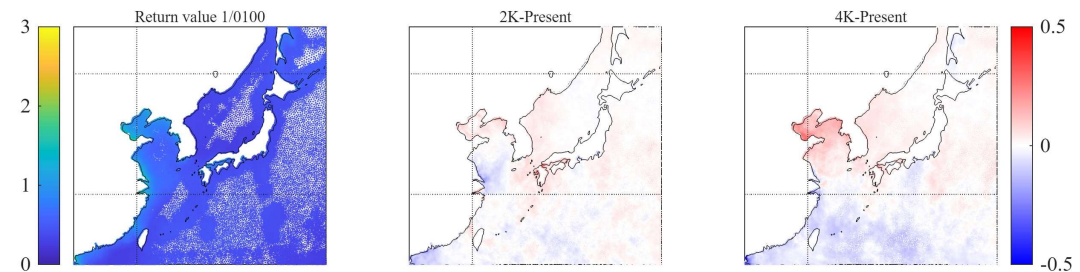 Return value 1/0100
2K-Present
4K-Present
3
2
1
0
0.5
0
-0.5